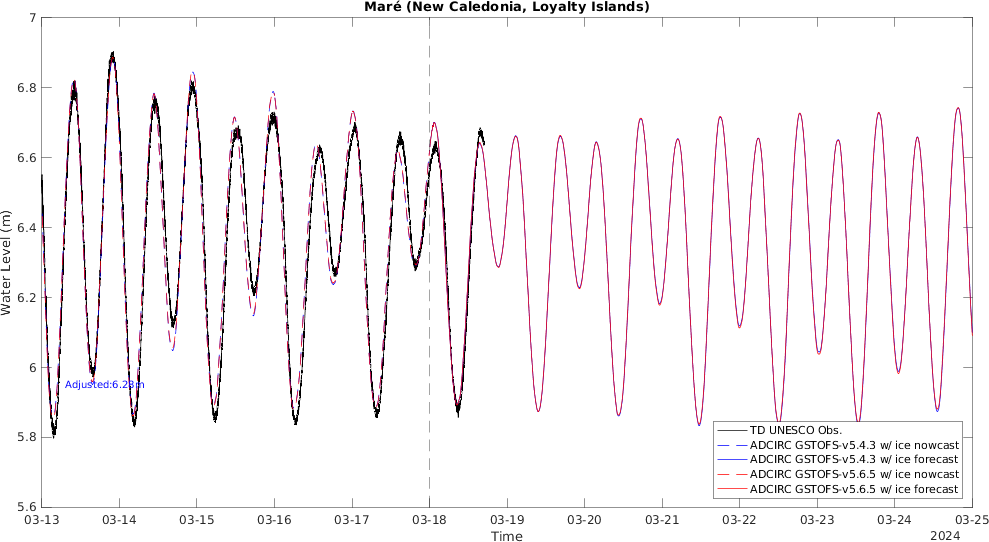 Maré (New Caledonia, Loyalty Islands)
7
6.8
6.6
6.4
6.2
6
5.8
5.6
Water Level (m)
Adjusted:6.23m
TD UNESCO Obs.
ADCIRC GSTOFS-v5.4.3 w/ ice nowcast
ADCIRC GSTOFS-v5.4.3 w/ ice forecast
ADCIRC GSTOFS-v5.6.5 w/ ice nowcast
ADCIRC GSTOFS-v5.6.5 w/ ice forecast
03-13 03-14 03-15 03-16 03-17 03-18 03-19 03-20 03-21 03-22 03-23 03-24 03-25
Time
2024